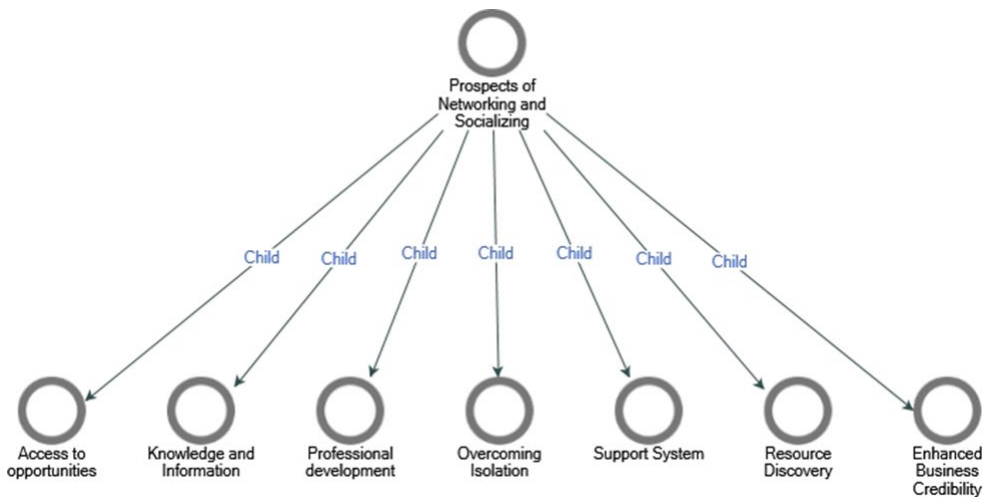 Prospects of
Networking and
Socializing
Child
Child
Child
Child
Child
Child
Child
Access to
opportunities
Knowledge and
Information
Professional
development
Overcoming
Isolation
Support System
Resource
Discovery
Enhanced
Business
Credibility